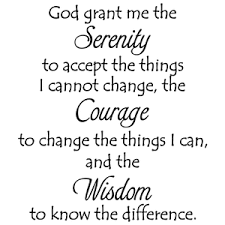 God grant me the
Serenity
to accept the things
I cannot change, the
Courage
to change the things I can,
and the
Wisdom
to know the difference.